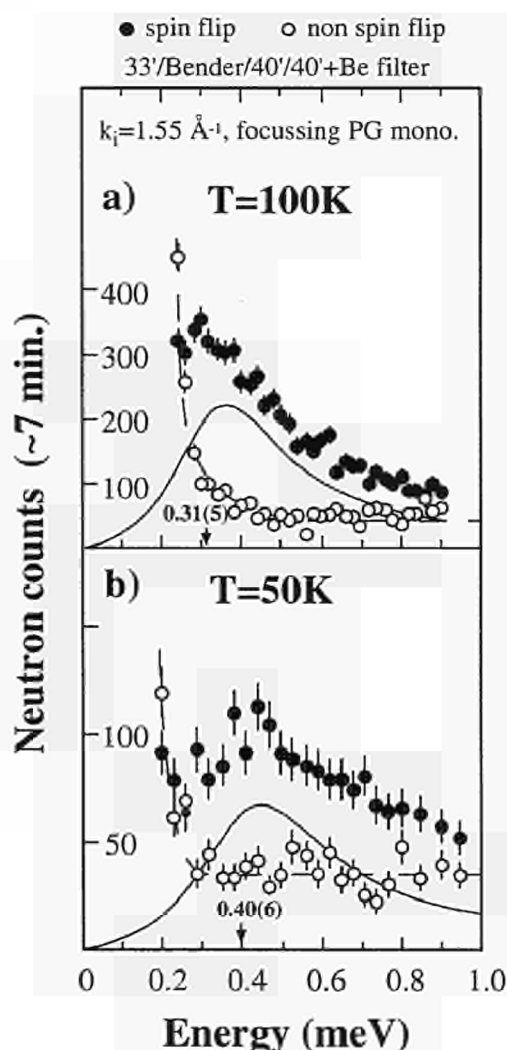 ● spin flip ○ non spin flip
33'/Bender/40'/40'+Be filter
kᵢ=1.55 Å⁻¹, focussing PG mono.
a) T=100K
400
300
200
100
0.31(5)
b) T=50K
100
50
0.40(6)
0 0.2 0.4 0.6 0.8 1.0
Energy (meV)
Neutron counts (~7 min.)